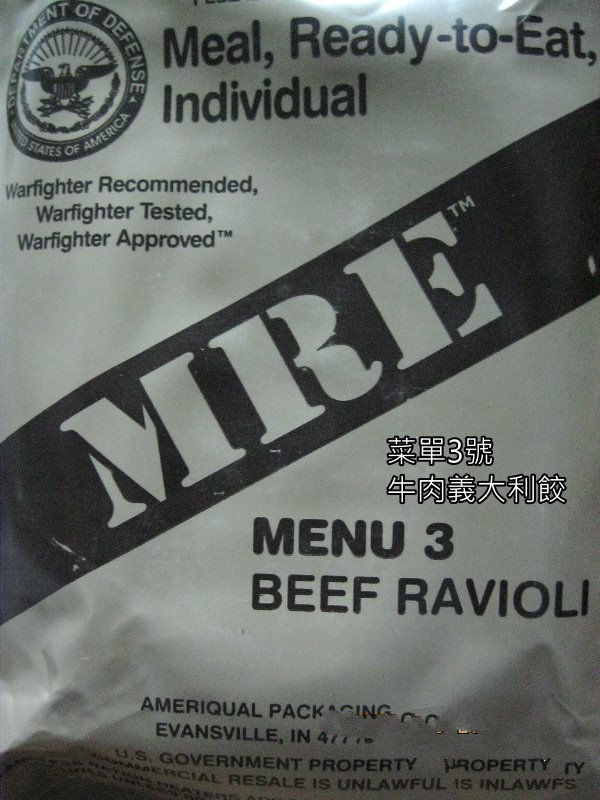 DEPARTMENT OF DEFENSE
UNITED STATES OF AMERICA
Meal, Ready-to-Eat,
Individual
Warfighter Recommended,
Warfighter Tested,
Warfighter Approved™
MRE™
菜單3號
牛肉義大利餃
MENU 3
BEEF RAVIOLI
AMERIQUAL PACKAGING
EVANSVILLE, IN
U.S. GOVERNMENT PROPERTY
COMMERCIAL RESALE IS UNLAWFUL